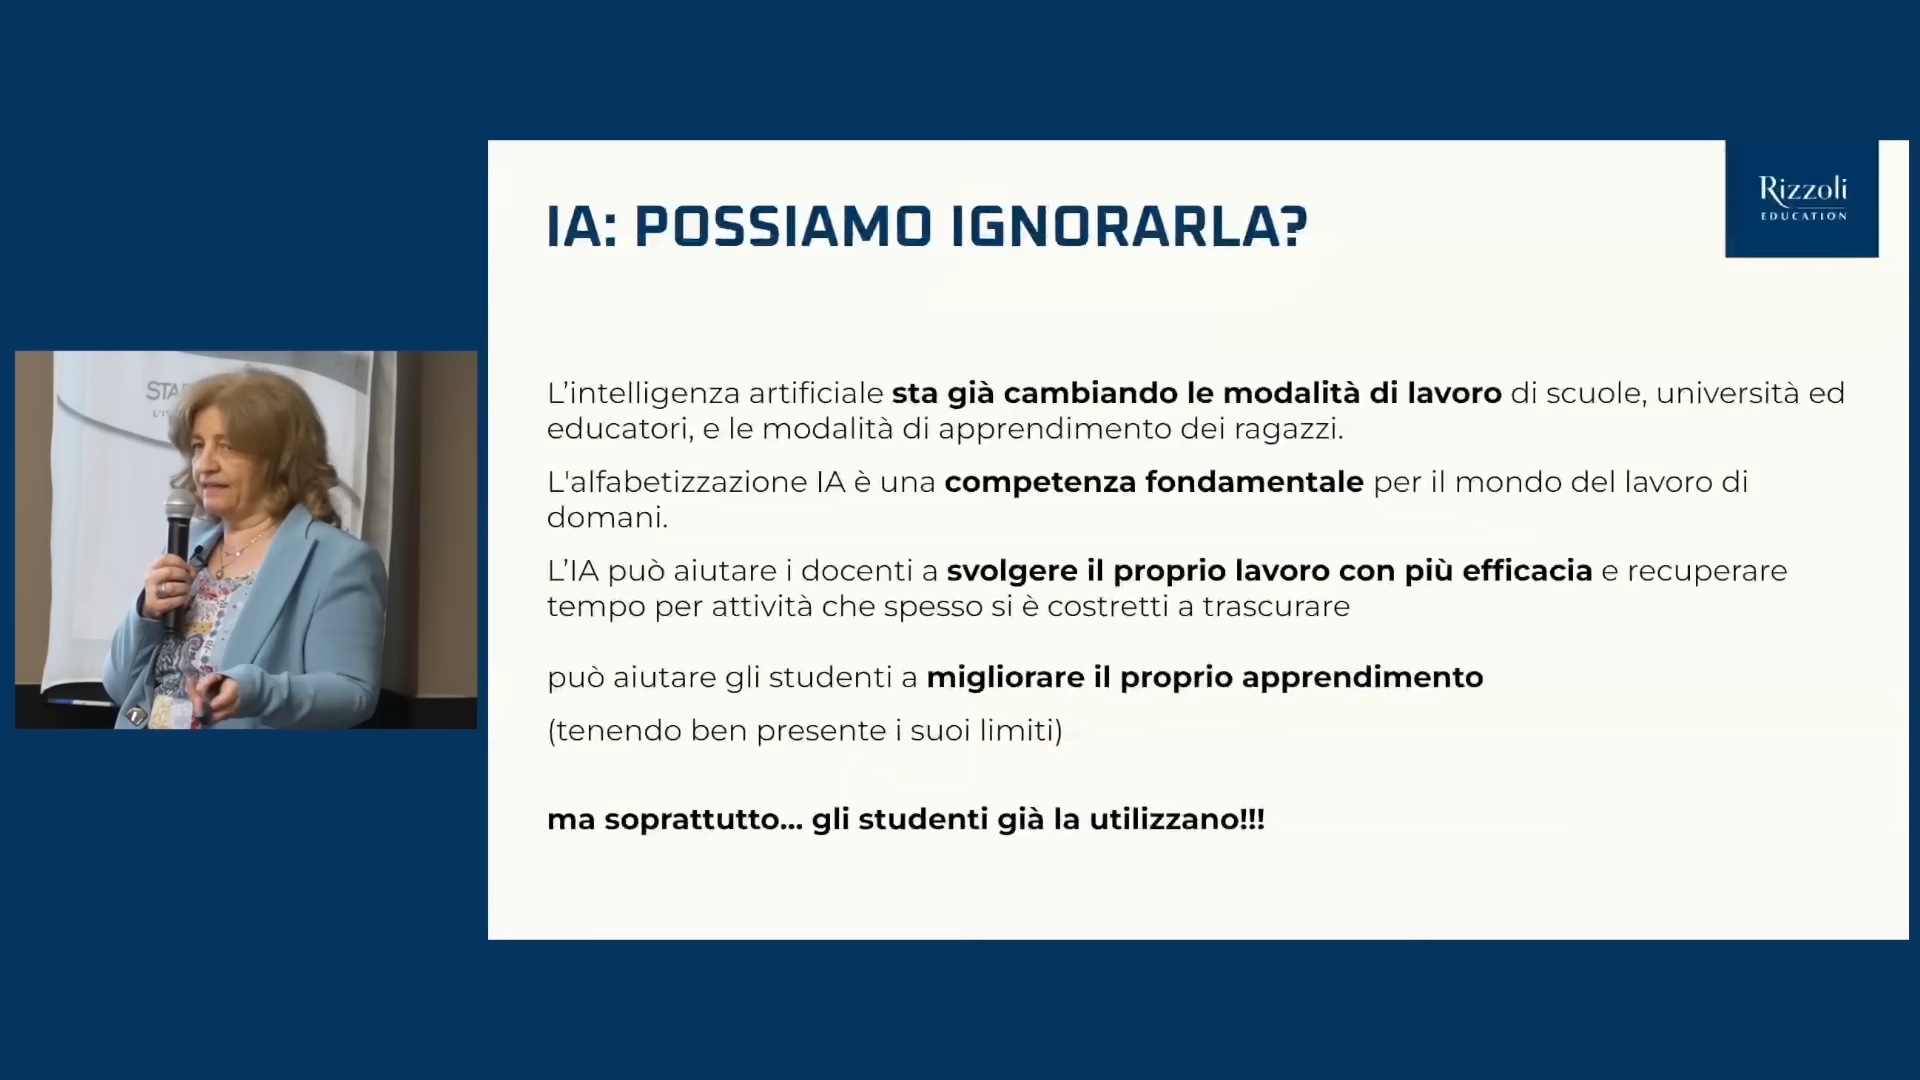 IA: POSSIAMO IGNORARLA?
Rizzoli
EDUCATION
L’intelligenza artificiale sta già cambiando le modalità di lavoro di scuole, università ed
educatori, e le modalità di apprendimento dei ragazzi.
L'alfabetizzazione IA è una competenza fondamentale per il mondo del lavoro di
domani.
L’IA può aiutare i docenti a svolgere il proprio lavoro con più efficacia e recuperare
tempo per attività che spesso si è costretti a trascurare
può aiutare gli studenti a migliorare il proprio apprendimento
(tenendo ben presente i suoi limiti)
ma soprattutto... gli studenti già la utilizzano!!!